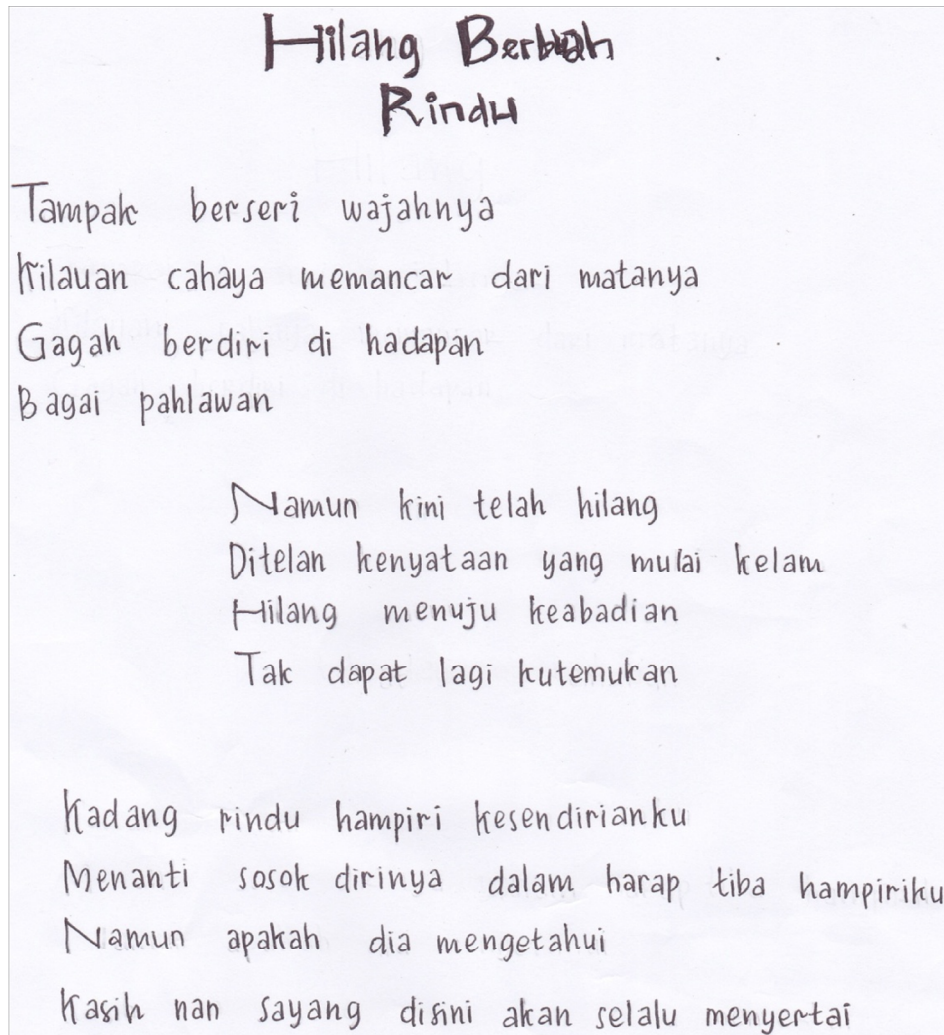 Hilang Berbuah
Rindu
Tampak berseri wajahnya
Kilauan cahaya memancar dari matanya
Gagah berdiri di hadapan
Bagai pahlawan
Namun kini telah hilang
Ditelan kenyataan yang mulai kelam
Hilang menuju keabadian
Tak dapat lagi kutemukan
Kadang rindu hampiri kesendirianku
Menanti sosok dirinya dalam harap tiba hampiriku
Namun apakah dia mengetahui
Kasih nan sayang disini akan selalu menyertai